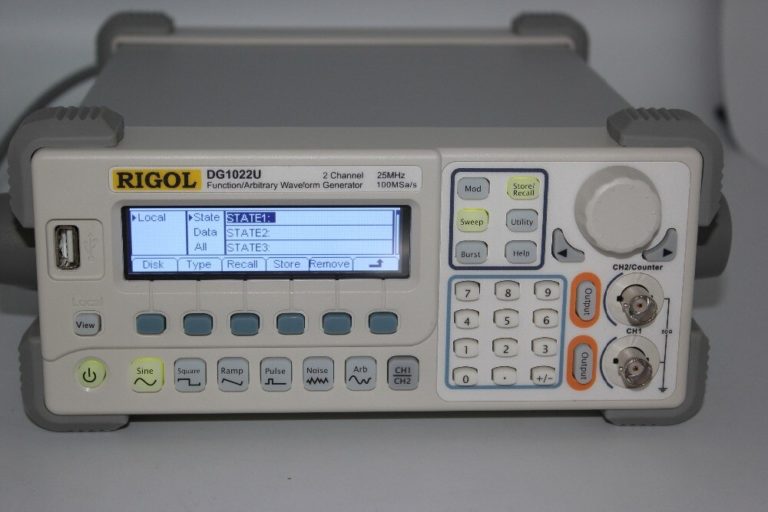 RIGOL DG1022U 2 Channel 25MHz
Function/Arbitrary Waveform Generator 100MSa/s
Local State STATE1:
Data STATE2:
All STATE3:
Disk Type Recall Store Remove
Local
View
Sine Square Ramp Pulse Noise Arb CH1
CH2
Mod Store/
Recall
Sweep Utility
Burst Help
7 8 9
4 5 6
1 2 3
0 . +/-
CH2/Counter
Output
CH1
Output
50Ω